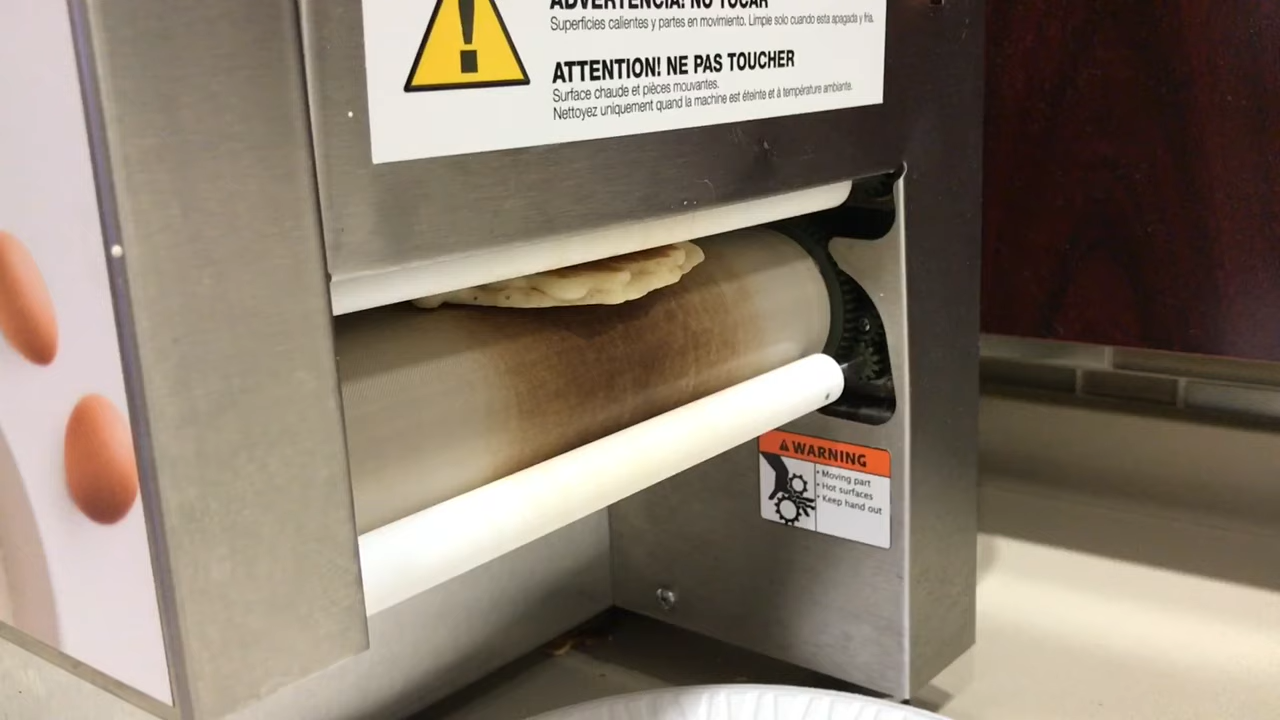 ADVERTENCIA! NO TOCAR
Superficies calientes y partes en movimiento. Limpie solo cuando esta apagada y fria.
ATTENTION! NE PAS TOUCHER
Surface chaude et pièces mouvantes.
Nettoyez uniquement quand la machine est éteinte et à température ambiante.
WARNING
• Moving part
• Hot surfaces
• Keep hand out